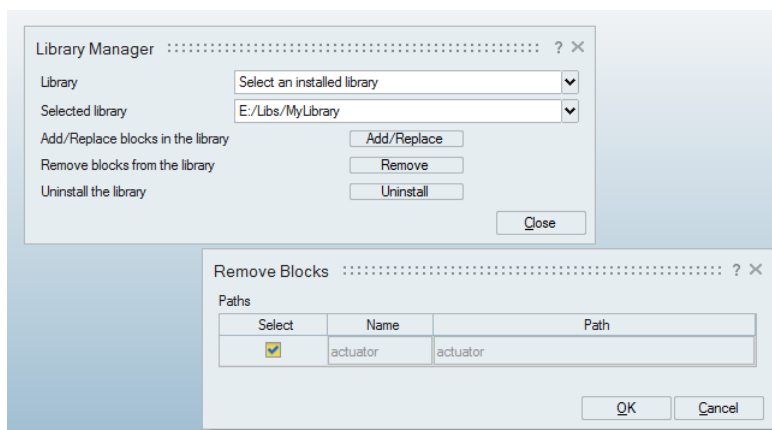 Library Manager ? ×
Library Select an installed library
Selected library E:/Libs/MyLibrary
Add/Replace blocks in the library Add/Replace
Remove blocks from the library Remove
Uninstall the library Uninstall
Close
Remove Blocks ? ×
Paths
Select Name Path
actuator actuator
OK Cancel